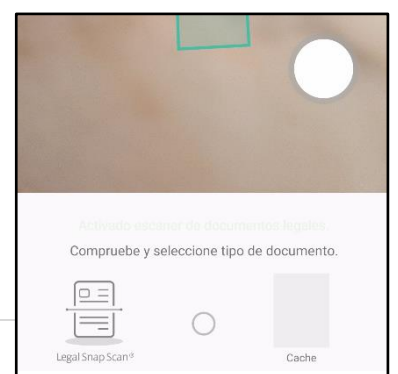 Activado escaner de documentos legales.
Compruebe y seleccione tipo de documento.
Legal Snap Scan®
Cache